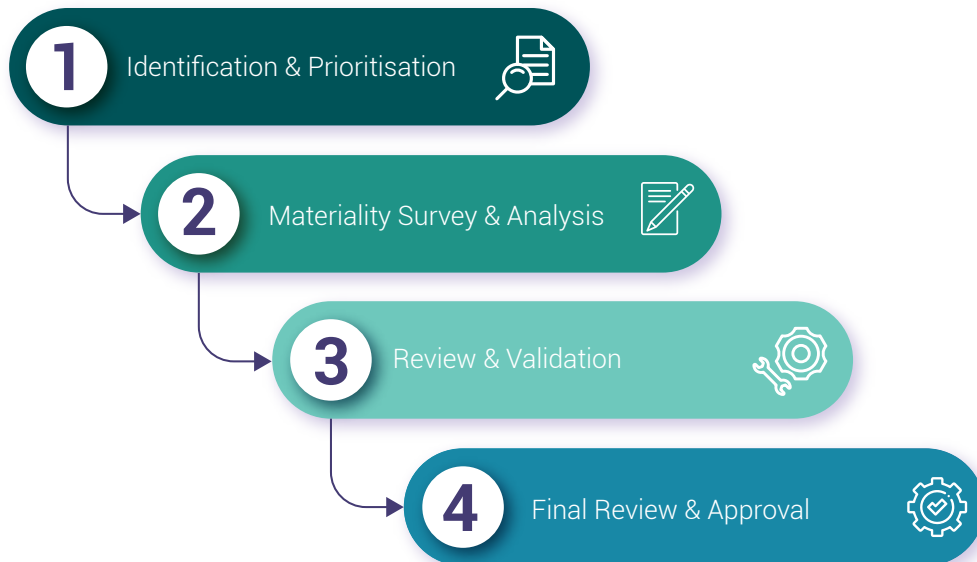 1
Identification & Prioritisation
2
Materiality Survey & Analysis
3
Review & Validation
4
Final Review & Approval